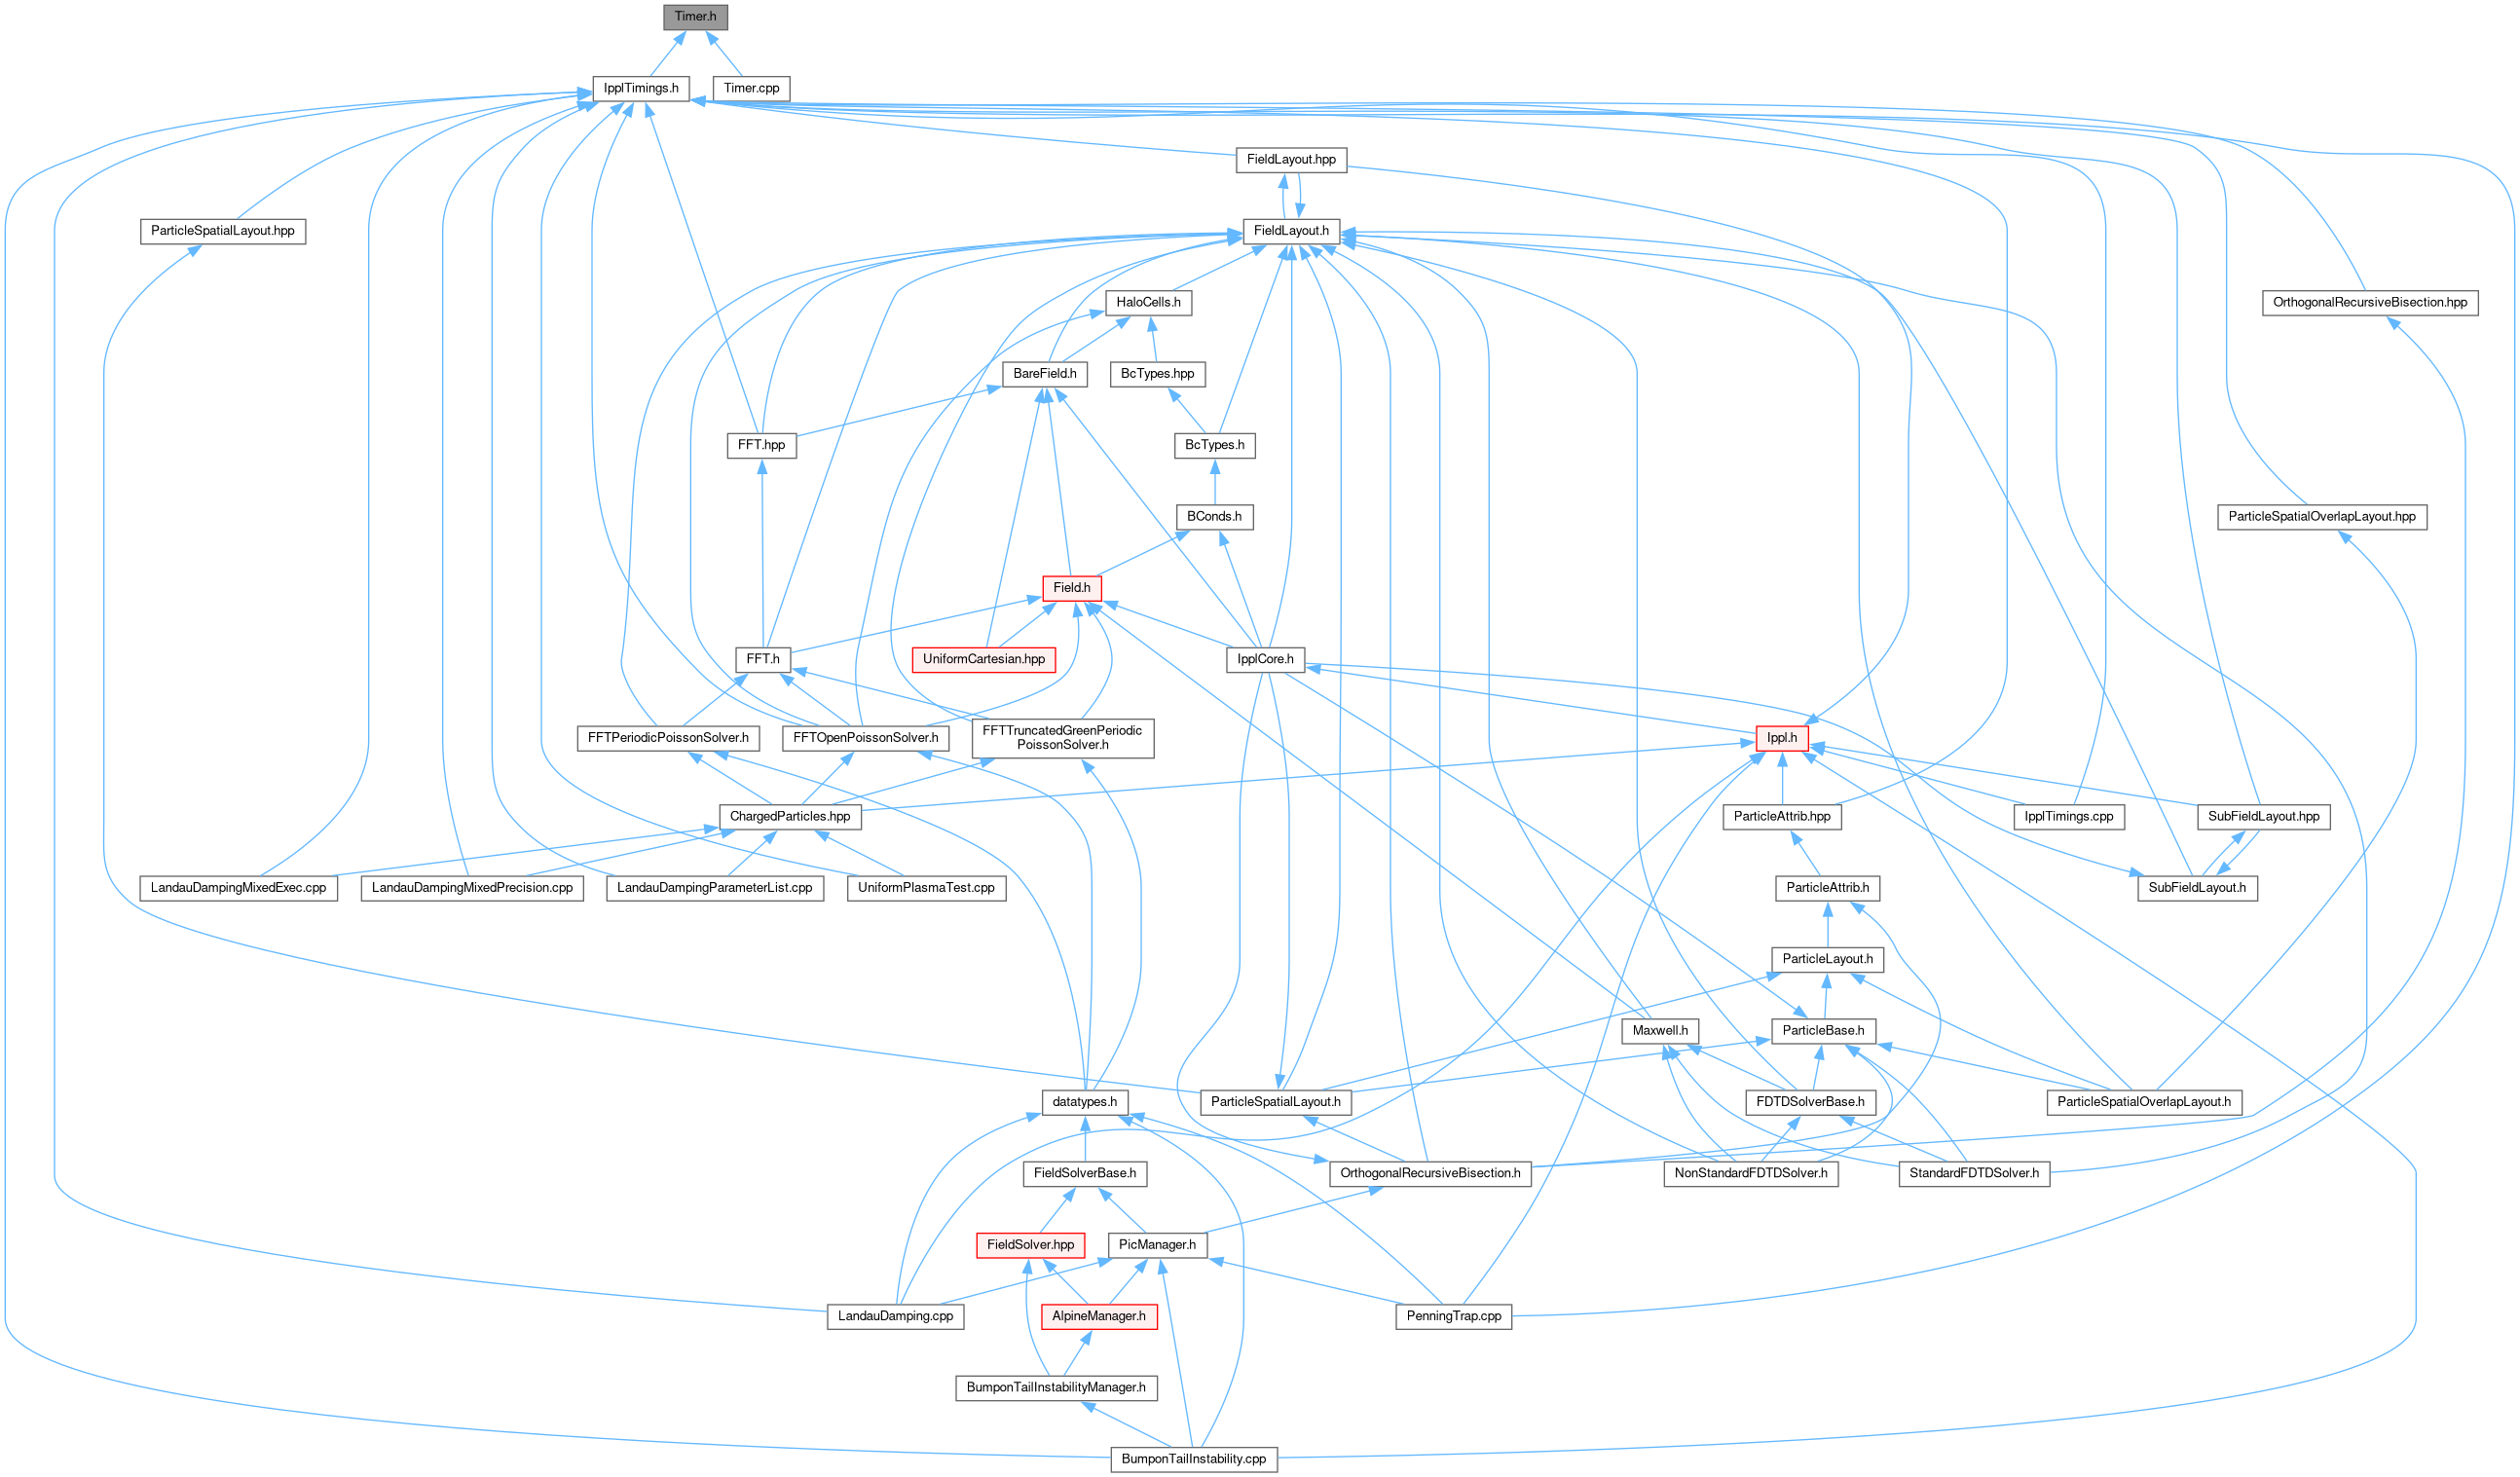 Timer.h
IpplTimings.h
Timer.cpp
FieldLayout.hpp
ParticleSpatialLayout.hpp
FieldLayout.h
HaloCells.h
OrthogonalRecursiveBisection.hpp
BareField.h
BcTypes.hpp
FFT.hpp
BcTypes.h
BConds.h
ParticleSpatialOverlapLayout.hpp
Field.h
FFT.h
UniformCartesian.hpp
IpplCore.h
FFTPeriodicPoissonSolver.h
FFTOpenPoissonSolver.h
FFTTruncatedGreenPeriodic
PoissonSolver.h
Ippl.h
ChargedParticles.hpp
ParticleAttrib.hpp
IpplTimings.cpp
SubFieldLayout.hpp
LandauDampingMixedExec.cpp
LandauDampingMixedPrecision.cpp
LandauDampingParameterList.cpp
UniformPlasmaTest.cpp
ParticleAttrib.h
SubFieldLayout.h
ParticleLayout.h
Maxwell.h
ParticleBase.h
datatypes.h
ParticleSpatialLayout.h
FDTDSolverBase.h
ParticleSpatialOverlapLayout.h
FieldSolverBase.h
OrthogonalRecursiveBisection.h
NonStandardFDTDSolver.h
StandardFDTDSolver.h
FieldSolver.hpp
PicManager.h
LandauDamping.cpp
AlpineManager.h
PenningTrap.cpp
BumponTailInstabilityManager.h
BumponTailInstability.cpp